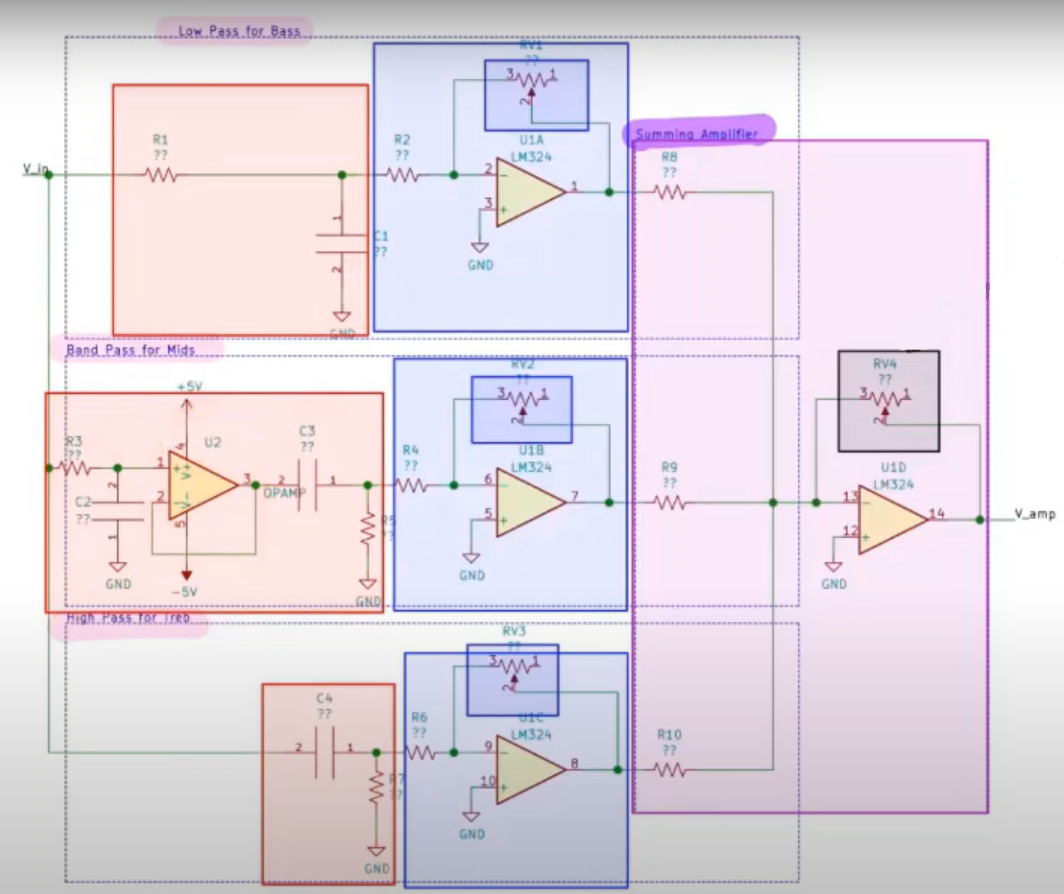 Low Pass for Bass
RV1
??
3 1
2
R1
??
R2
??
U1A
LM324
Summing Amplifier
R8
??
V_in
2
-
1
3
+
1
C1
??
2
GND
GND
Band Pass for Mids
RV2
??
RV4
??
+5V
3 1
2
3 1
2
R3
??
4
U2
C3
??
R4
??
U1B
LM324
R9
??
U1D
LM324
1
+
V+
2
-
V-
3
OPAMP
2 1
6
-
7
5
+
13
-
14
12
+
V_amp
C2
??
2
1
5
R5
GND
GND
GND
-5V
GND
High Pass for Treb
RV3
??
3 1
2
C4
??
R6
??
U1C
LM324
R10
??
2 1
9
-
8
10
+
R7
??
GND
GND